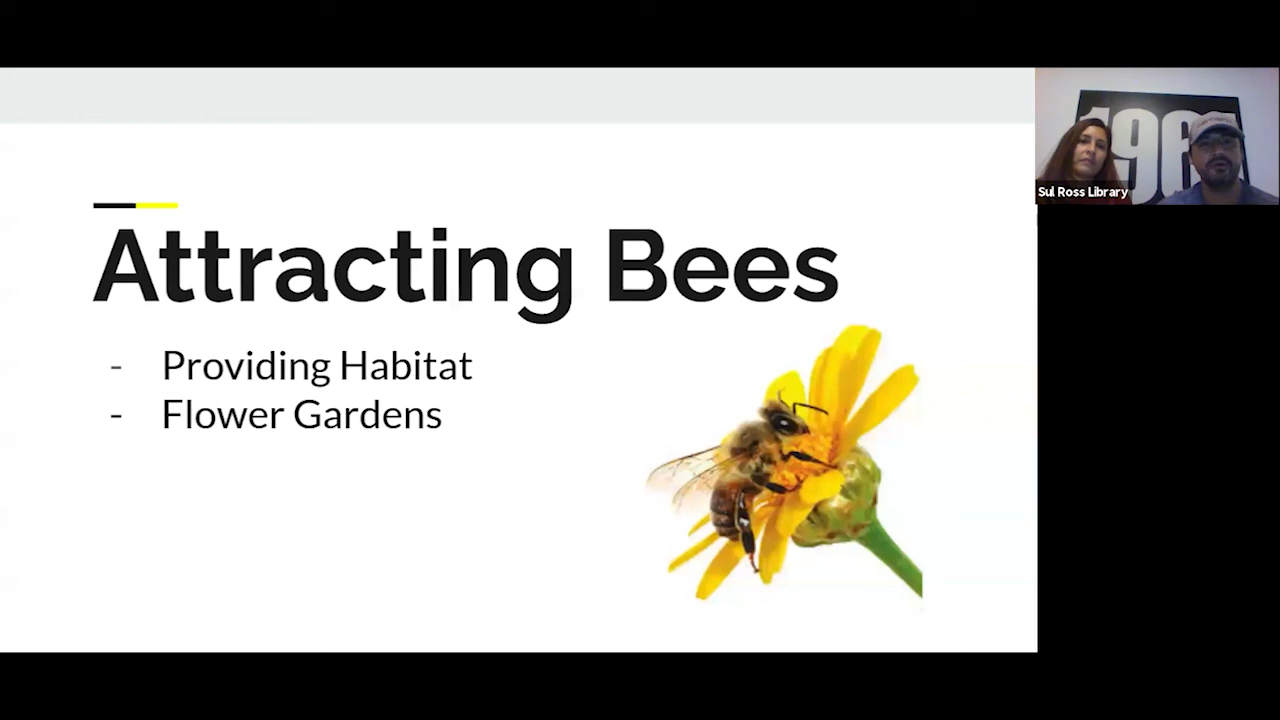 Attracting Bees
- Providing Habitat
- Flower Gardens
Sul Ross Library